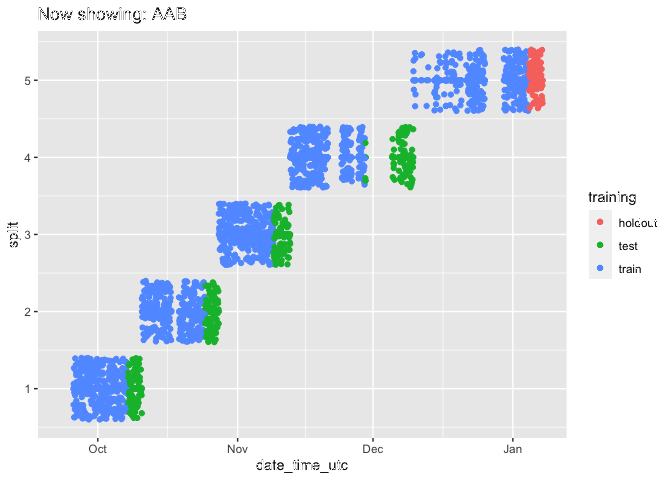 Now showing: AAB
split
5
4
3
2
1
Oct
Nov
Dec
Jan
date_time_utc
training
holdout
test
train